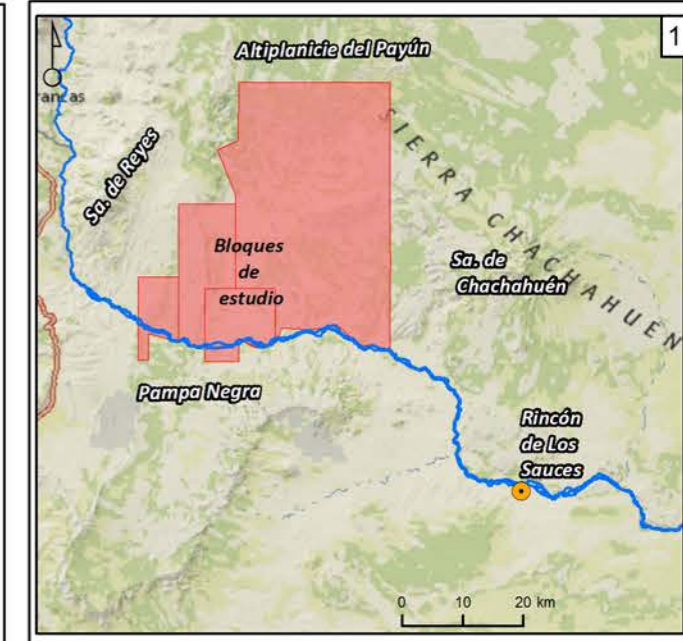 1
Altiplanicie del Payún
Sa. de Reyes
SIERRA CHACHAHUÉN
Bloques
de
estudio
Sa. de
Chachahuén
Pampa Negra
Rincón
de Los
Sauces
0 10 20 km